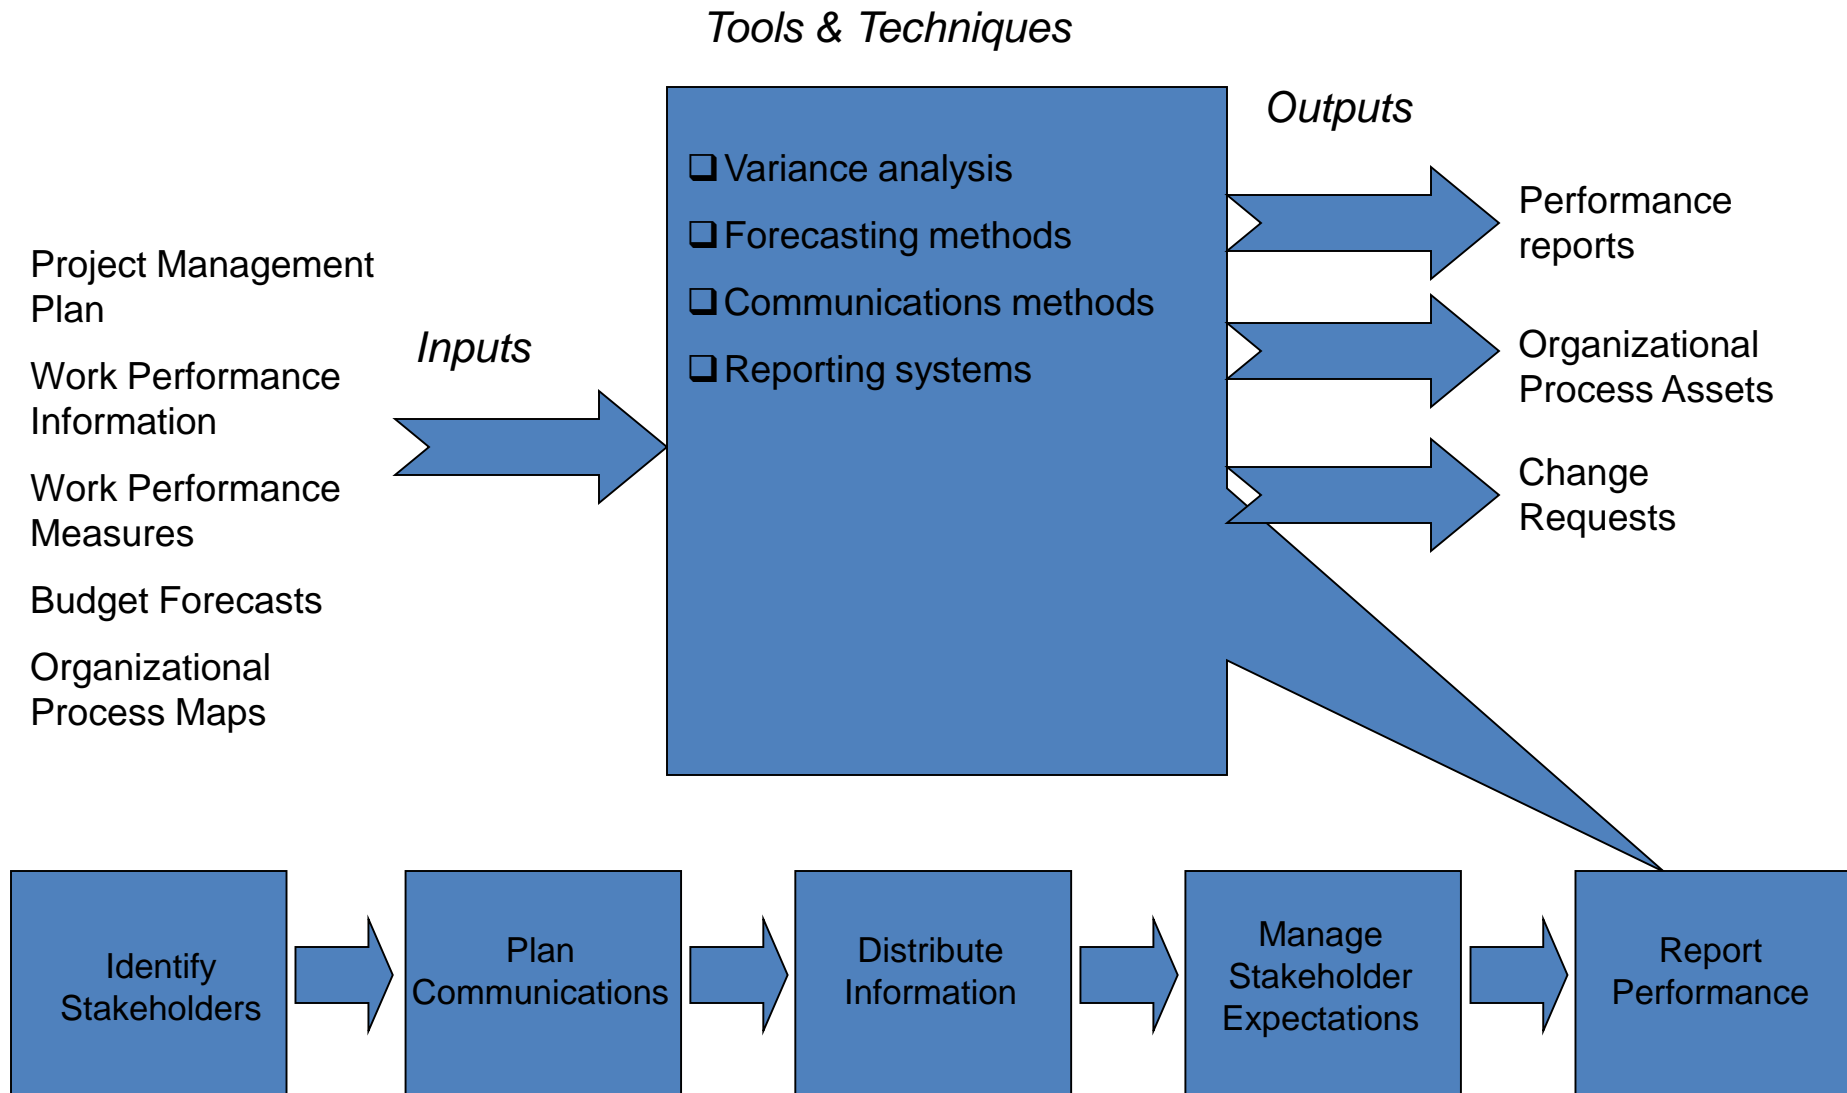 Tools & Techniques
Outputs
Inputs
Project Management
Plan
Work Performance
Information
Work Performance
Measures
Budget Forecasts
Organizational
Process Maps
❑ Variance analysis
❑ Forecasting methods
❑ Communications methods
❑ Reporting systems
Performance
reports
Organizational
Process Assets
Change
Requests
Identify
Stakeholders
Plan
Communications
Distribute
Information
Manage
Stakeholder
Expectations
Report
Performance